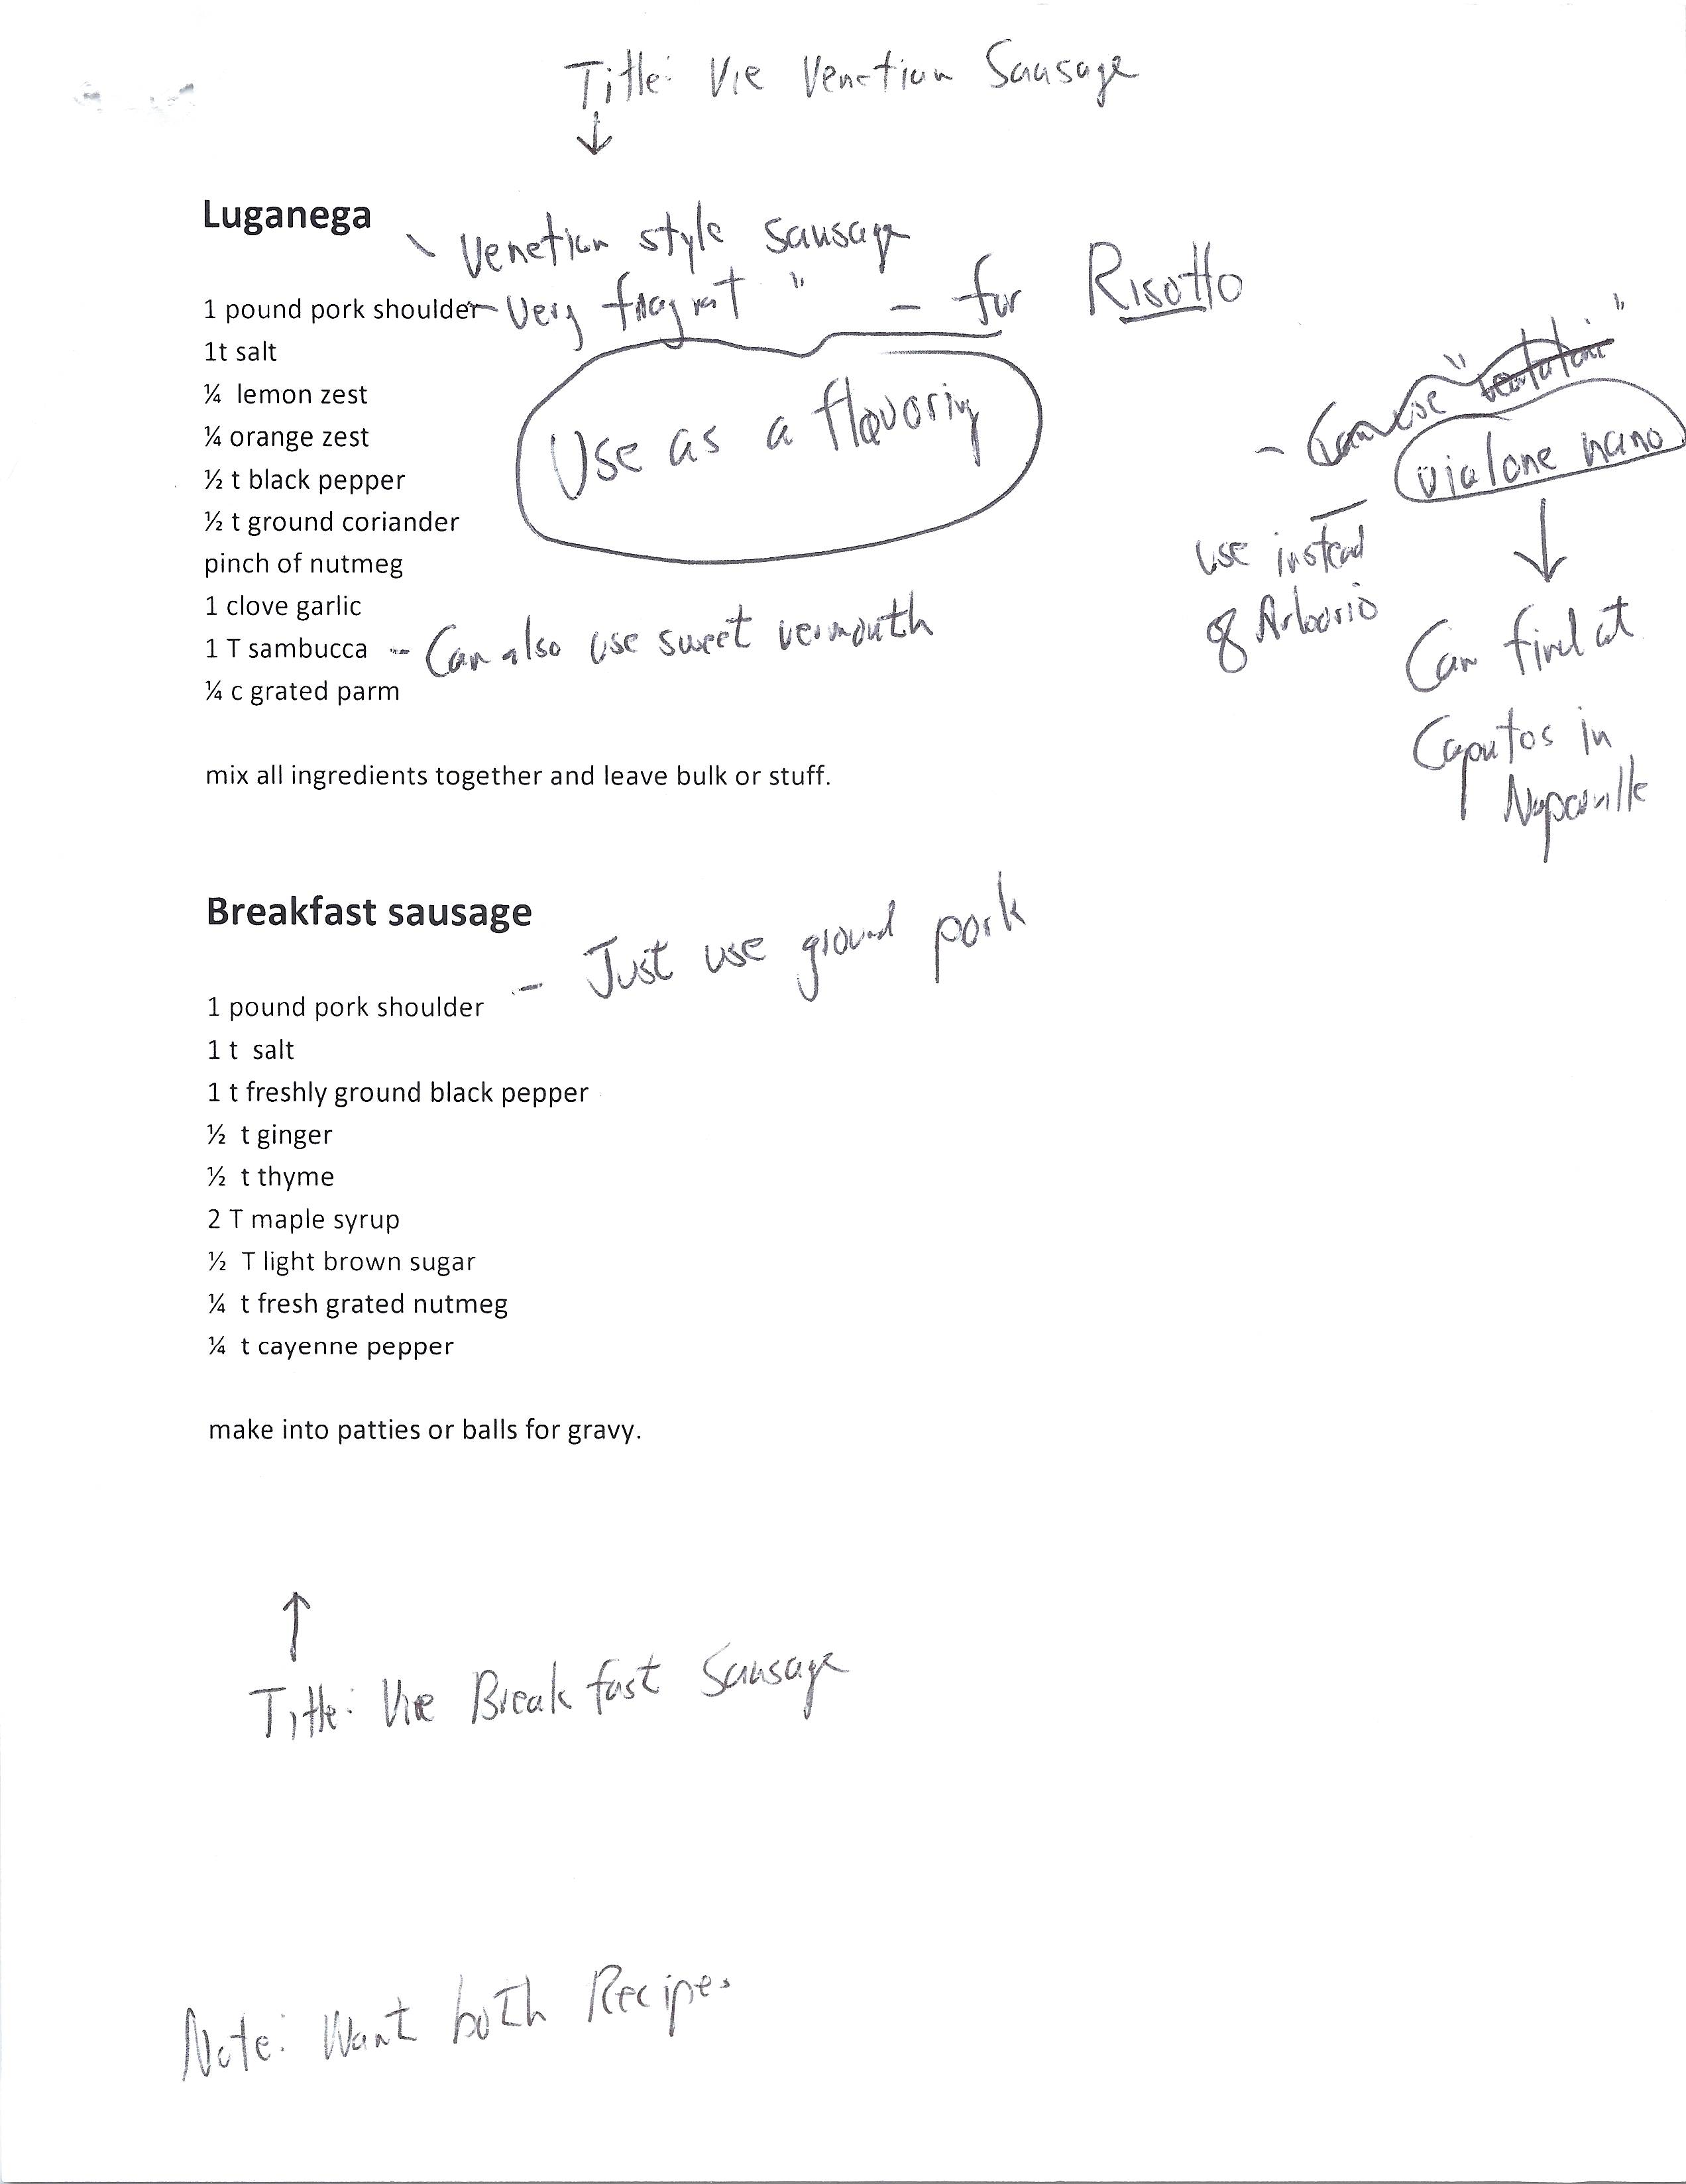 Title: Vie Venetian Sausage
Luganega
Venetian style sausage
1 pound pork shoulder – Very fragrant " – for Risotto
1t salt
¼  lemon zest
¼ orange zest
Use as a flavoring
½ t black pepper
½ t ground coriander
pinch of nutmeg
1 clove garlic
1 T sambucca -- Can also use sweet vermouth
¼ c grated parm
- Can use "
vialone nano
use instead
of Arborio
Can find at
Caputos in
Naperville
mix all ingredients together and leave bulk or stuff.
Breakfast sausage
- Just use ground pork
1 pound pork shoulder
1 t  salt
1 t freshly ground black pepper
½  t ginger
½  t thyme
2 T maple syrup
½  T light brown sugar
¼  t fresh grated nutmeg
¼  t cayenne pepper
make into patties or balls for gravy.
Title: Vie Breakfast Sausage
Note: Want both Recipes